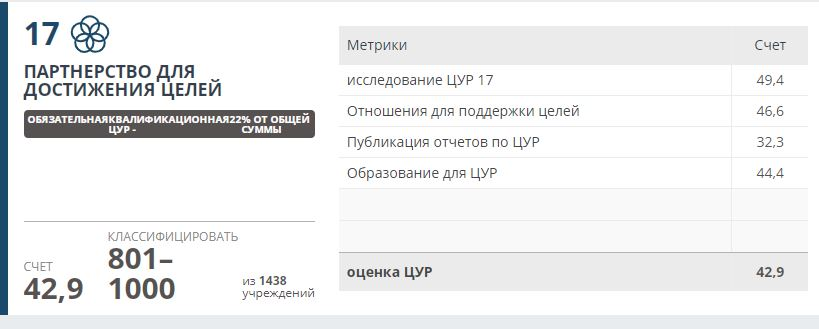 17
ПАРТНЕРСТВО ДЛЯ
ДОСТИЖЕНИЯ ЦЕЛЕЙ
ОБЯЗАТЕЛЬНАЯКВАЛИФИКАЦИОННАЯ22% ОТ ОБЩЕЙ
ЦУР - СУММЫ
КЛАССИФИЦИРОВАТЬ
СЧЕТ 801–
42,9 1000 из 1438
учреждений
Метрики Счет
исследование ЦУР 17 49,4
Отношения для поддержки целей 46,6
Публикация отчетов по ЦУР 32,3
Образование для ЦУР 44,4
оценка ЦУР 42,9